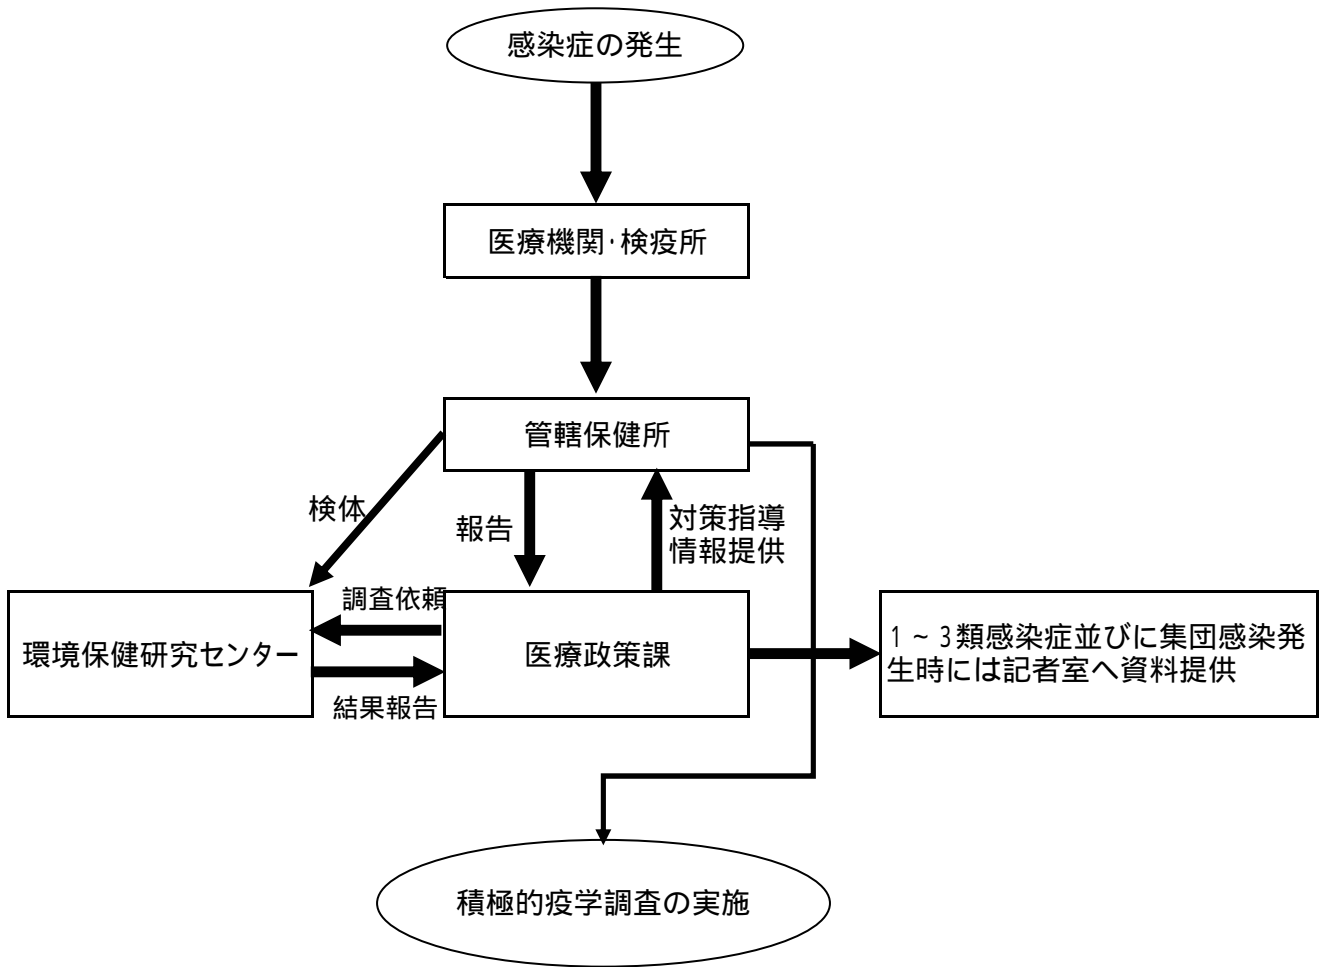 感染症の発生
医療機関・検疫所
管轄保健所
検体
報告
対策指導
情報提供
調査依頼
環境保健研究センター
医療政策課
1~3類感染症並びに集団感染発
生時には記者室へ資料提供
結果報告
積極的疫学調査の実施